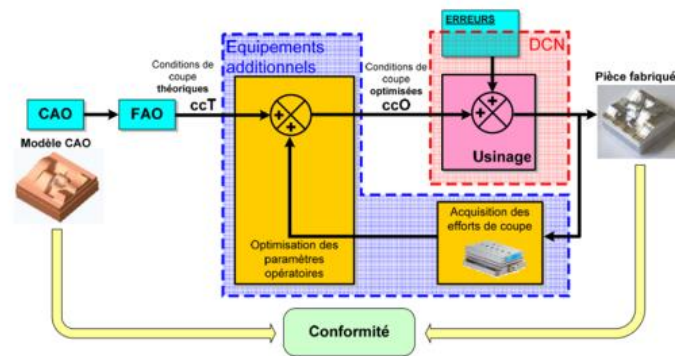 ERREURS
Equipements
additionnels
DCN
Conditions de
coupe
théoriques
ccT
Conditions de
coupe
optimisées
ccO
Pièce fabriqué
CAO
FAO
Modèle CAO
+
+
+
+
Usinage
Acquisition des
efforts de coupe
Optimisation des
paramètres
opératoires
Conformité